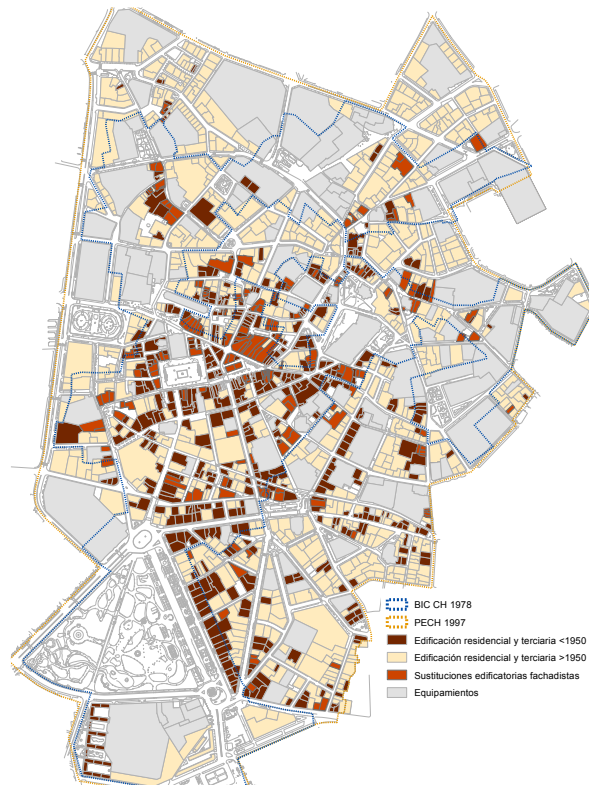 BIC CH 1978
PECH 1997
Edificación residencial y terciaria <1950
Edificación residencial y terciaria >1950
Sustituciones edificatorias fachadistas
Equipamientos